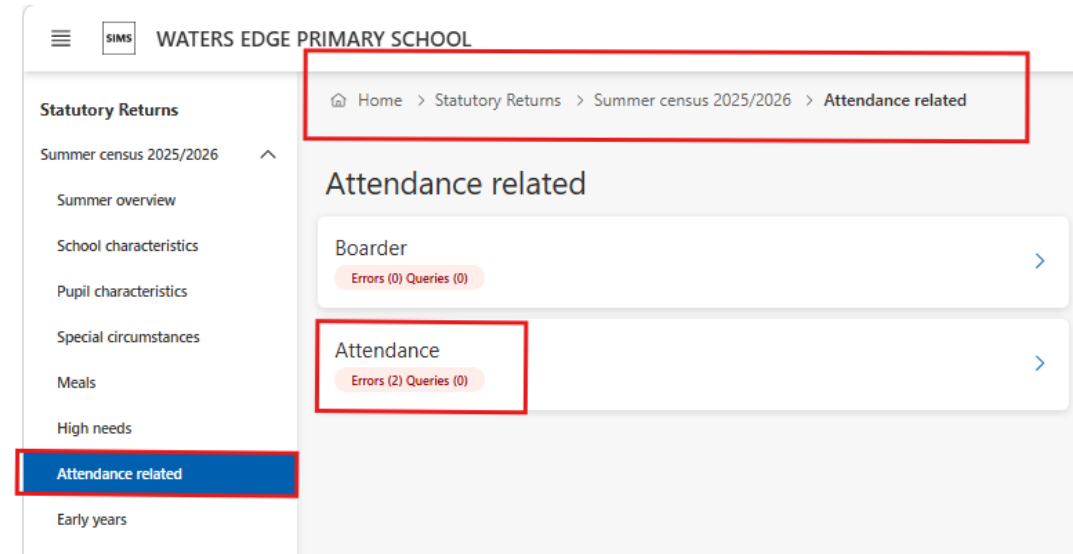 SIMS WATERS EDGE PRIMARY SCHOOL
Statutory Returns
Summer census 2025/2026
Summer overview
School characteristics
Pupil characteristics
Special circumstances
Meals
High needs
Attendance related
Early years
Home > Statutory Returns > Summer census 2025/2026 > Attendance related
Attendance related
Boarder
Errors (0) Queries (0)
Attendance
Errors (2) Queries (0)